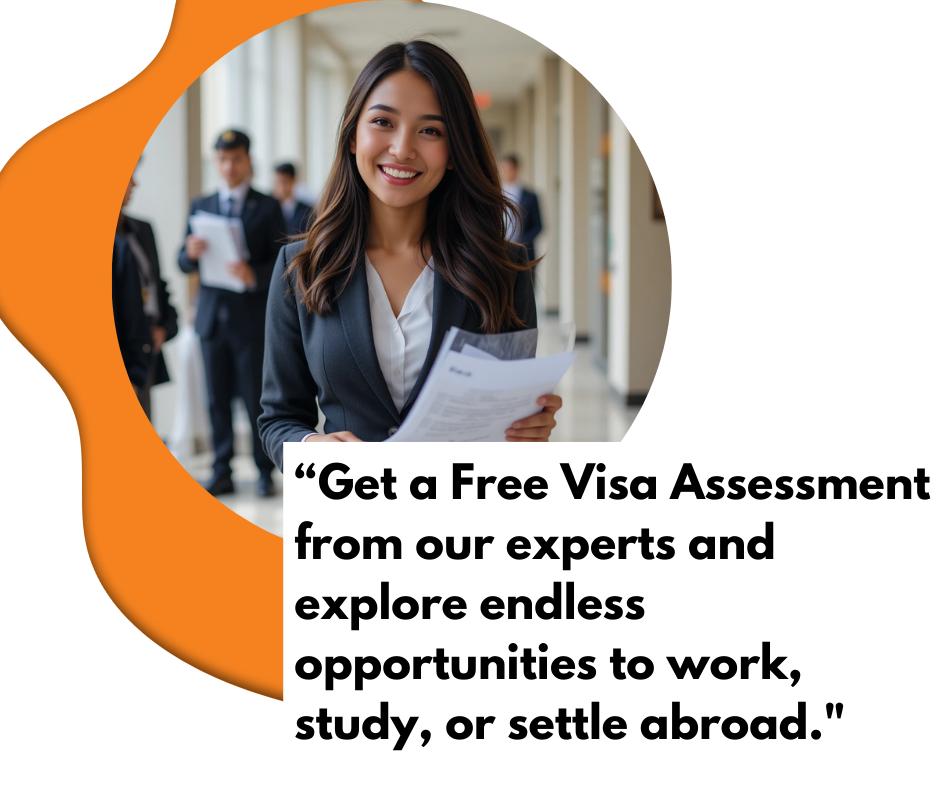 “Get a Free Visa Assessment
from our experts and
explore endless
opportunities to work,
study, or settle abroad."